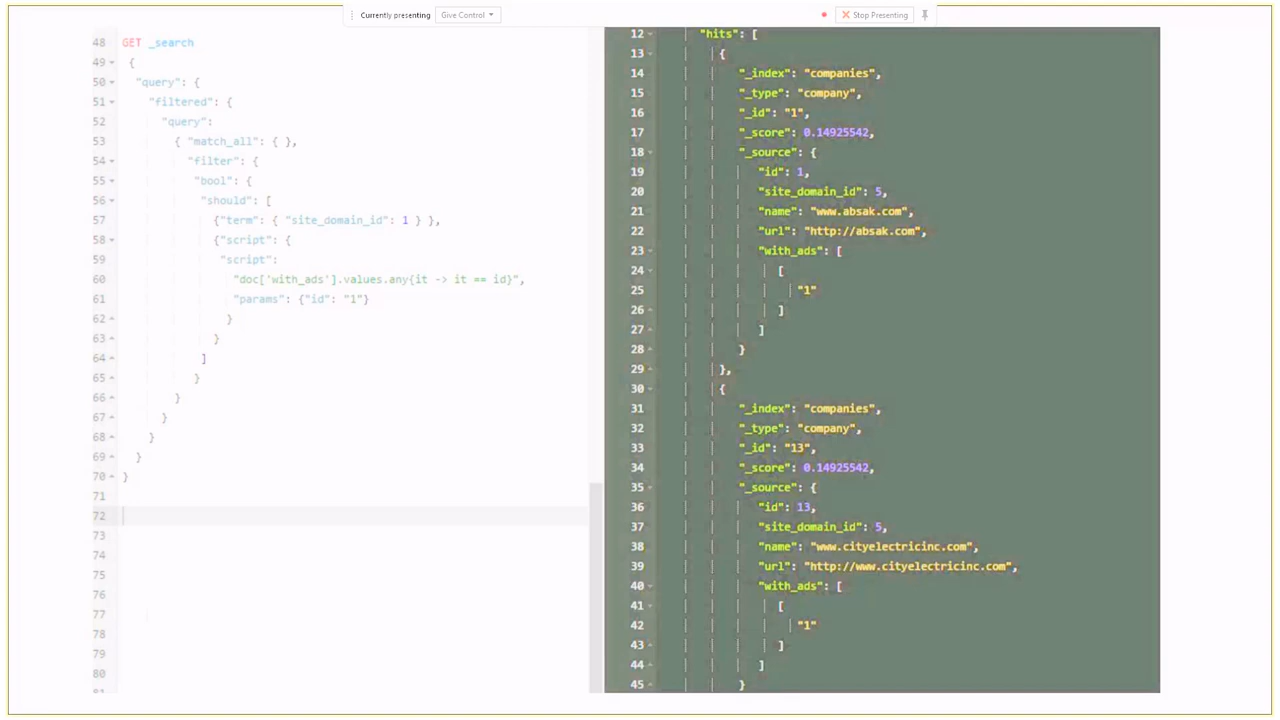 Currently presenting Give Control Stop Presenting
48 GET _search
49 {
50 "query": {
51 "filtered": {
52 "query":
53 { "match_all": { },
54 "filter": {
55 "bool": {
56 "should": [
57 {"term": { "site_domain_id": 1 } },
58 {"script": {
59 "script":
60 "doc['with_ads'].values.any{it -> it == id}",
61 "params": {"id": "1"}
62 }
63 }
64 ]
65 }
66 }
67 }
68 }
69 }
70 }
71
72
73
74
75
76
77
78
79
80
12 "hits": [
13 {
14 "_index": "companies",
15 "_type": "company",
16 "_id": "1",
17 "_score": 0.14925542,
18 "_source": {
19 "id": 1,
20 "site_domain_id": 5,
21 "name": "www.absak.com",
22 "url": "http://absak.com",
23 "with_ads": [
24 [
25 "1"
26 ]
27 ]
28 }
29 },
30 {
31 "_index": "companies",
32 "_type": "company",
33 "_id": "13",
34 "_score": 0.14925542,
35 "_source": {
36 "id": 13,
37 "site_domain_id": 5,
38 "name": "www.cityelectricinc.com",
39 "url": "http://www.cityelectricinc.com",
40 "with_ads": [
41 [
42 "1"
43 ]
44 ]
45 }